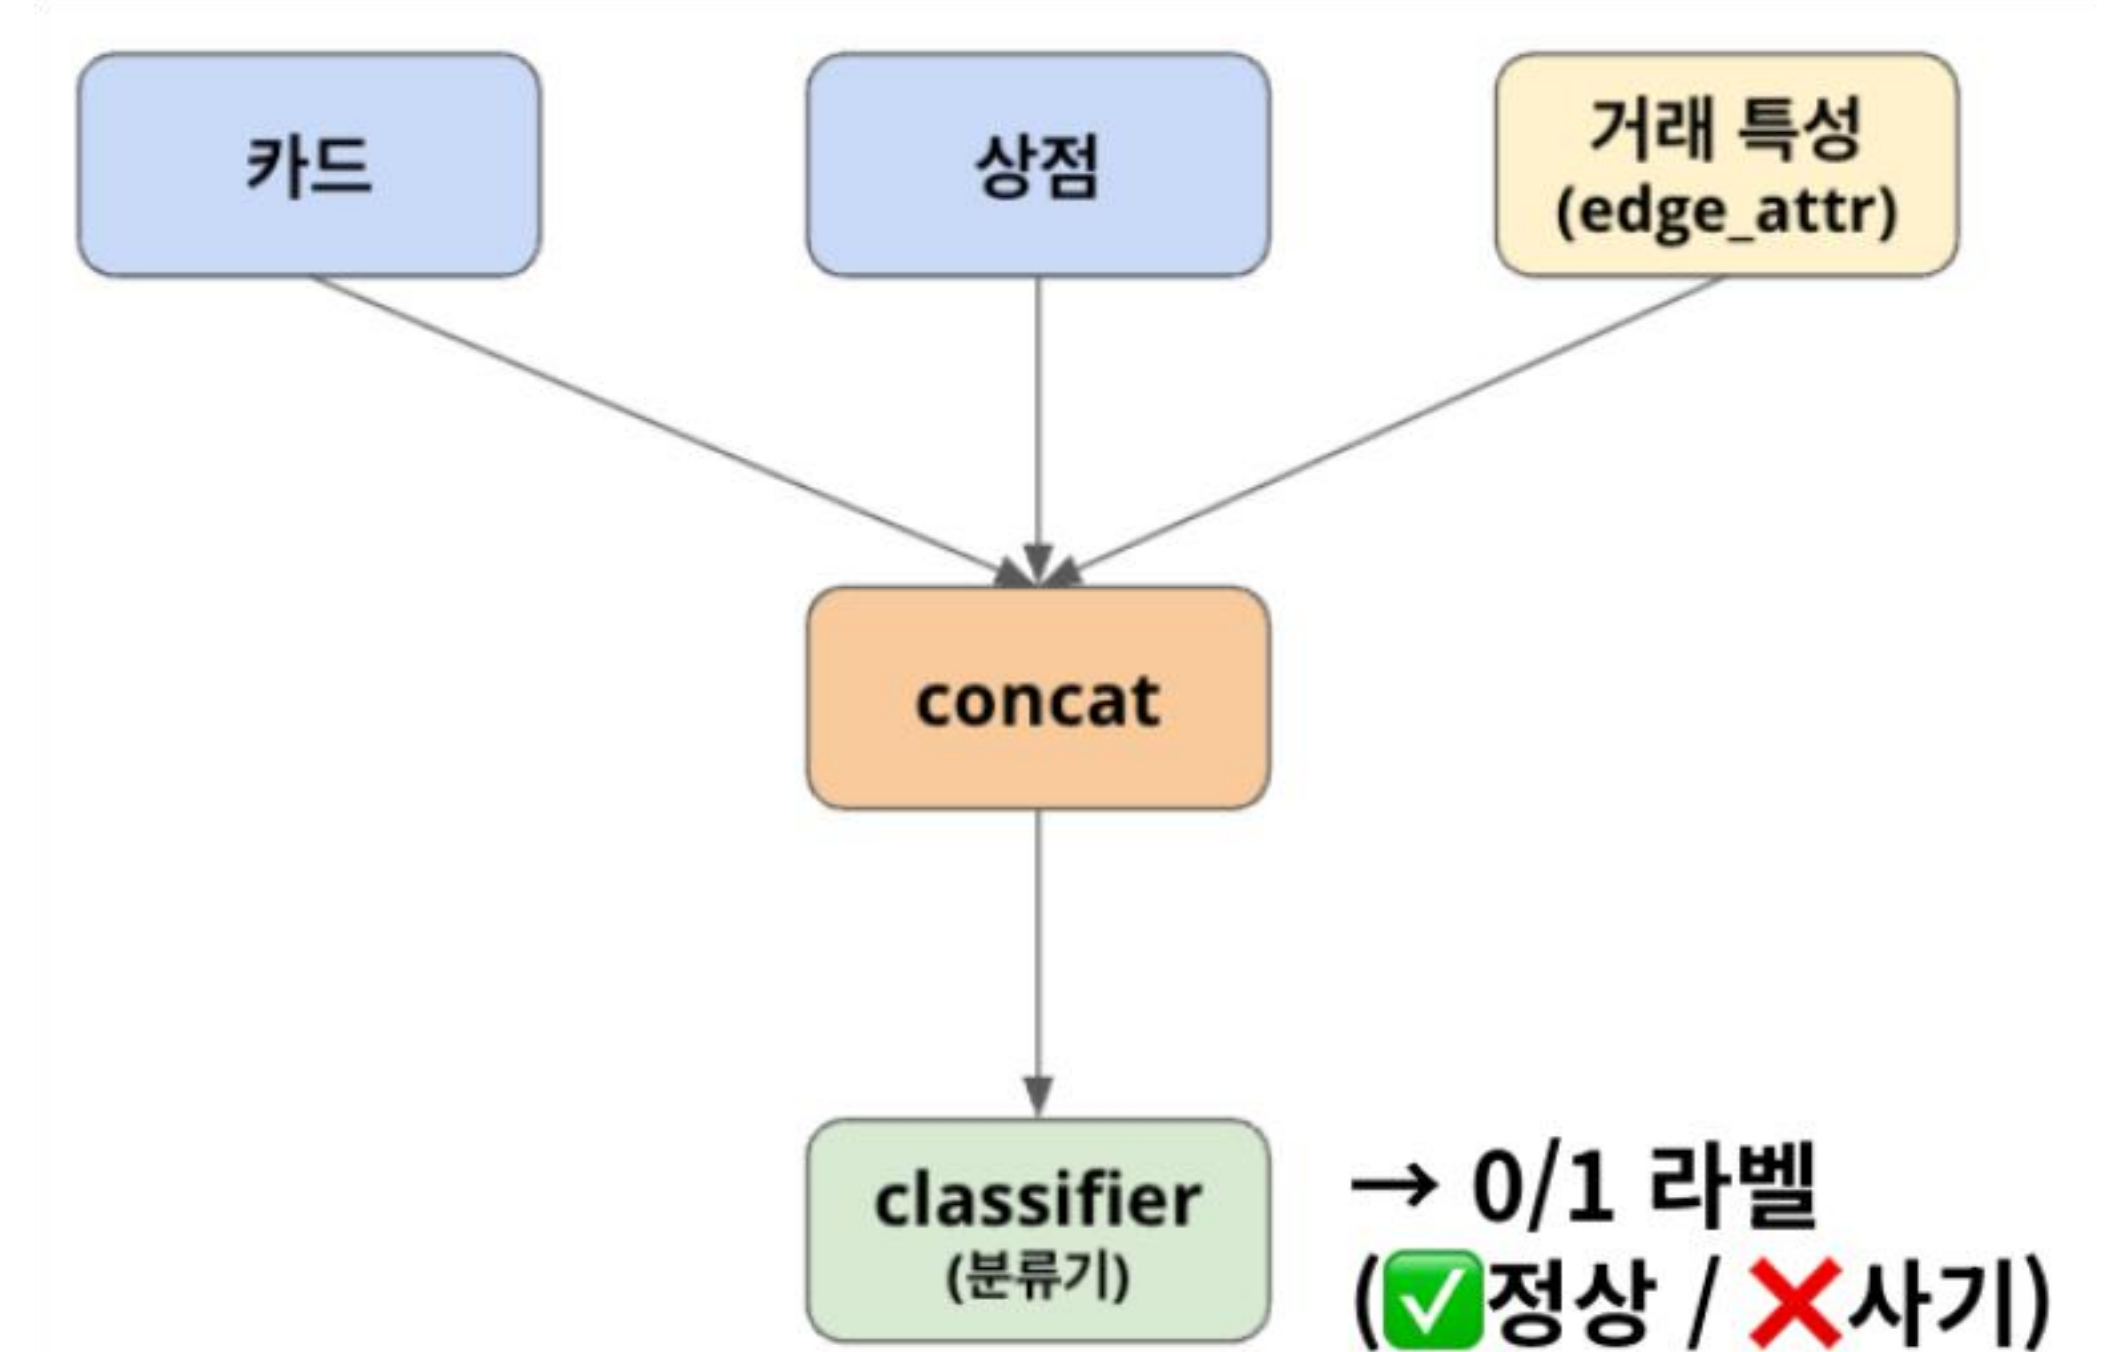 카드
상점
거래 특성
(edge_attr)
concat
classifier
(분류기)
→ 0/1 라벨
(✅정상 / ❌사기)